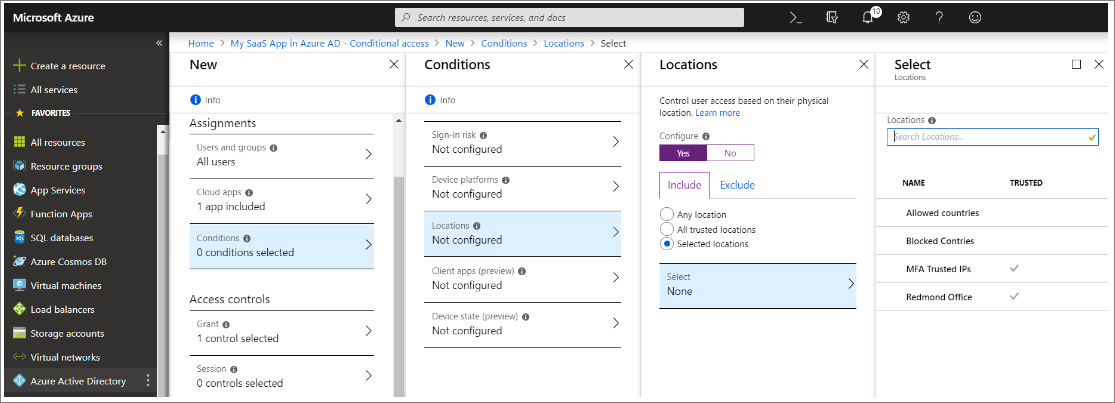 Microsoft Azure
Search resources, services, and docs
10
«
Create a resource
All services
FAVORITES
All resources
Resource groups
App Services
Function Apps
SQL databases
Azure Cosmos DB
Virtual machines
Load balancers
Storage accounts
Virtual networks
Azure Active Directory
Home > My SaaS App in Azure AD - Conditional access > New > Conditions > Locations > Select
New
Info
Assignments
Users and groups
All users
Cloud apps
1 app included
Conditions
0 conditions selected
Access controls
Grant
1 control selected
Session
0 controls selected
Conditions
Info
Sign-in risk
Not configured
Device platforms
Not configured
Locations
Not configured
Client apps (preview)
Not configured
Device state (preview)
Not configured
Locations
Control user access based on their physical
location. Learn more
Configure
Yes No
Include Exclude
Any location
All trusted locations
Selected locations
Select
None
Select
Locations
Locations
Search Locations...
NAME TRUSTED
Allowed countries
Blocked Contries
MFA Trusted IPs
Redmond Office